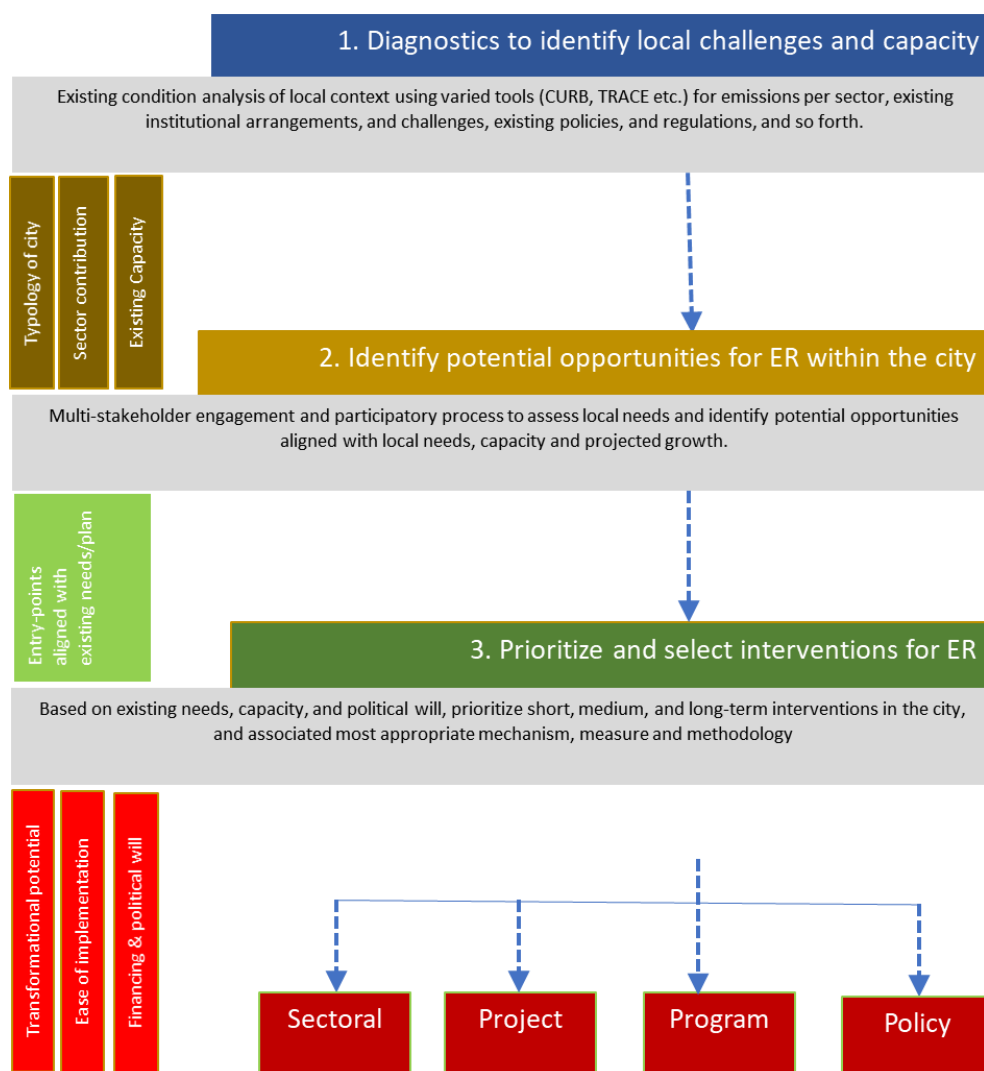 1. Diagnostics to identify local challenges and capacity
Existing condition analysis of local context using varied tools (CURB, TRACE etc.) for emissions per sector, existing
institutional arrangements, and challenges, existing policies, and regulations, and so forth.
Typology of city
Sector contribution
Existing Capacity
2. Identify potential opportunities for ER within the city
Multi-stakeholder engagement and participatory process to assess local needs and identify potential opportunities
aligned with local needs, capacity and projected growth.
Entry-points
aligned with
existing needs/plan
3. Prioritize and select interventions for ER
Based on existing needs, capacity, and political will, prioritize short, medium, and long-term interventions in the city,
and associated most appropriate mechanism, measure and methodology
Transformational potential
Ease of implementation
Financing & political will
Sectoral
Project
Program
Policy